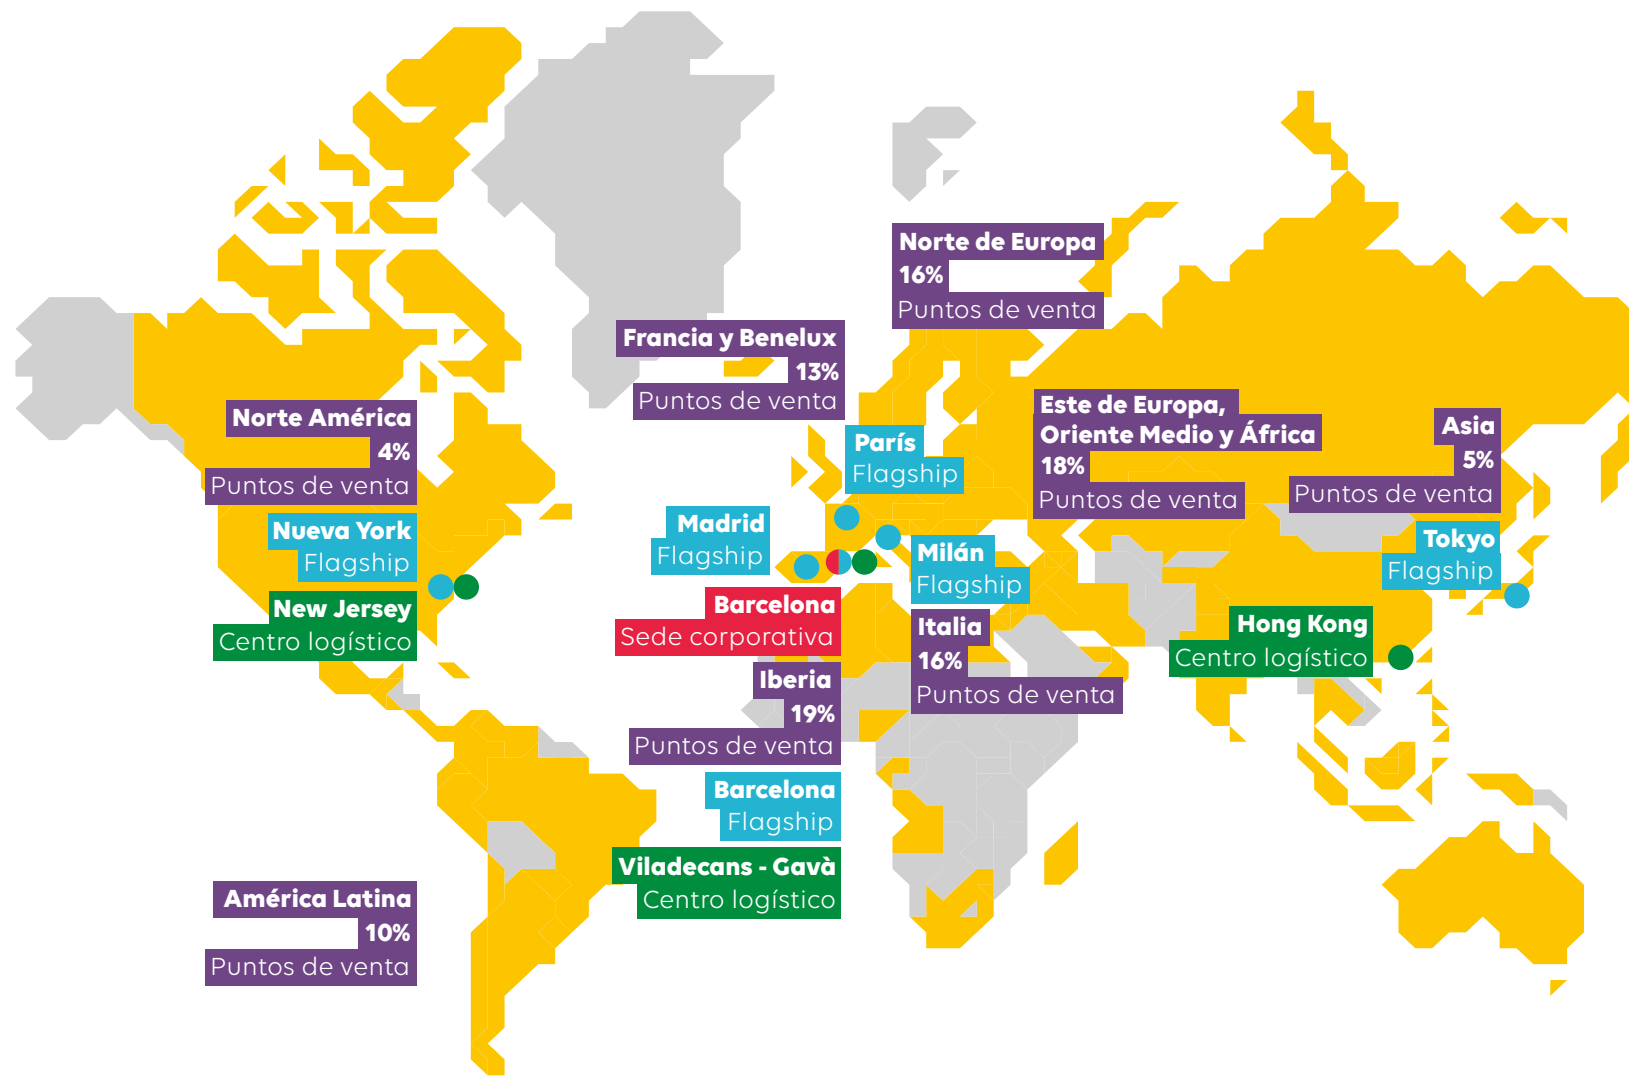 Norte de Europa
16%
Puntos de venta
Francia y Benelux
13%
Puntos de venta
Norte América
4%
Puntos de venta
Este de Europa,
Oriente Medio y África
18%
Puntos de venta
Asia
5%
Puntos de venta
París
Flagship
Nueva York
Flagship
Madrid
Flagship
Milán
Flagship
Tokyo
Flagship
New Jersey
Centro logístico
Barcelona
Sede corporativa
Italia
16%
Puntos de venta
Hong Kong
Centro logístico
Iberia
19%
Puntos de venta
Barcelona
Flagship
Viladecans - Gavà
Centro logístico
América Latina
10%
Puntos de venta